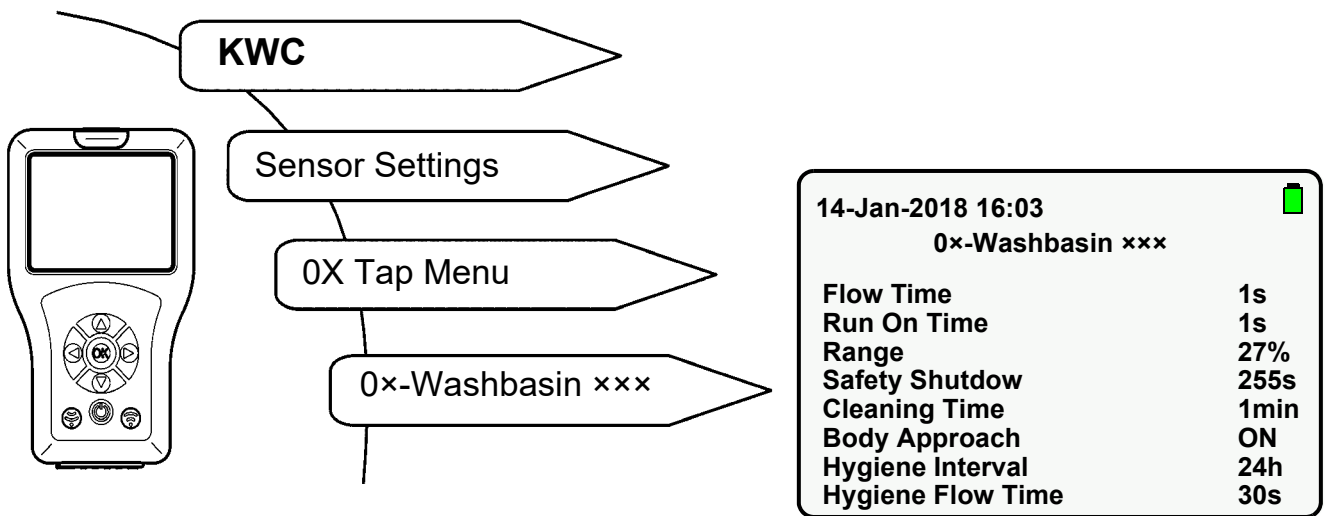 KWC
Sensor Settings
0X Tap Menu
0×-Washbasin ×××
OK
14-Jan-2018 16:03
0×-Washbasin ×××
Flow Time 1s
Run On Time 1s
Range 27%
Safety Shutdow 255s
Cleaning Time 1min
Body Approach ON
Hygiene Interval 24h
Hygiene Flow Time 30s